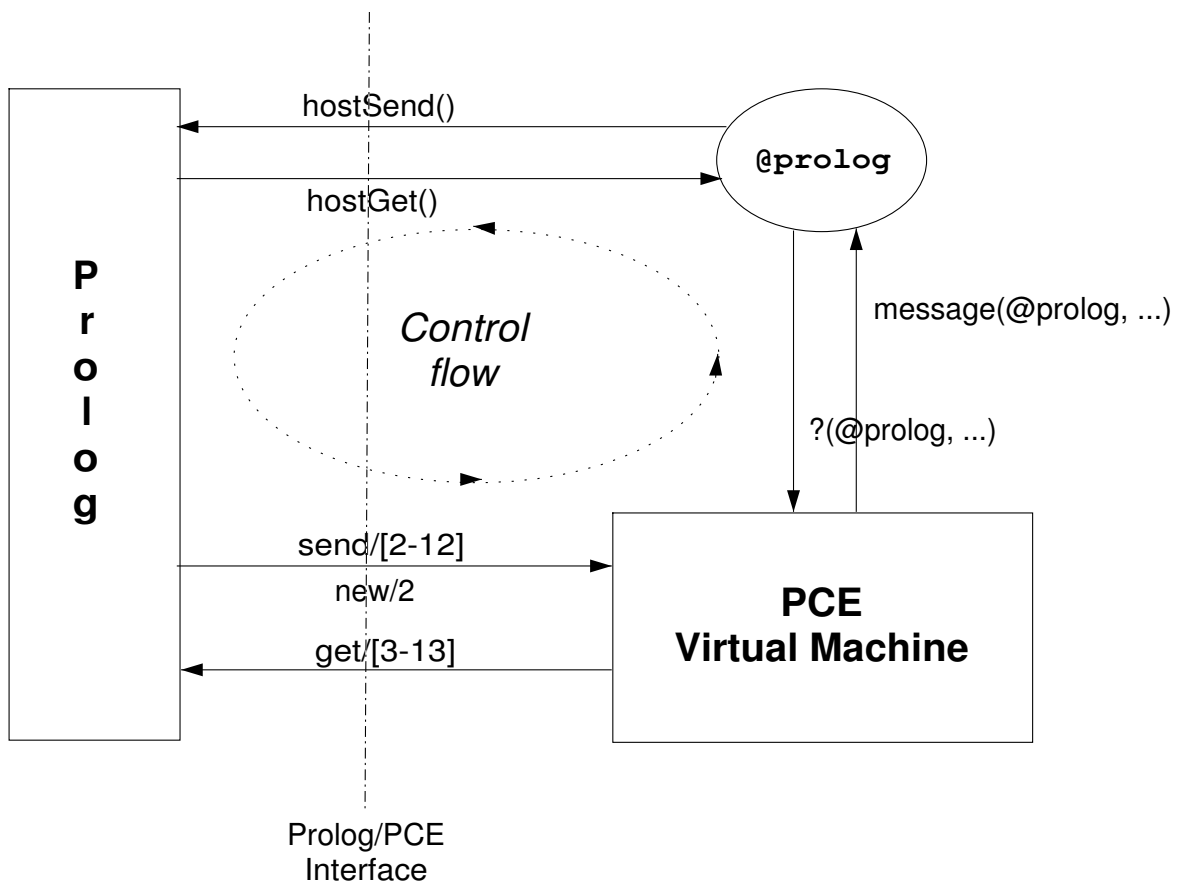 hostSend()
@prolog
hostGet()
P
r
o
l
o
g
message(@prolog, ...)
Control
flow
?(@prolog, ...)
send/[2-12]
new/2
get/[3-13]
PCE
Virtual Machine
Prolog/PCE
Interface